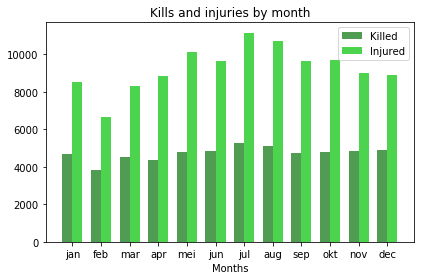 Kills and injuries by month
Killed
Injured
10000
8000
6000
4000
2000
0
jan feb mar apr mei jun jul aug sep okt nov dec
Months